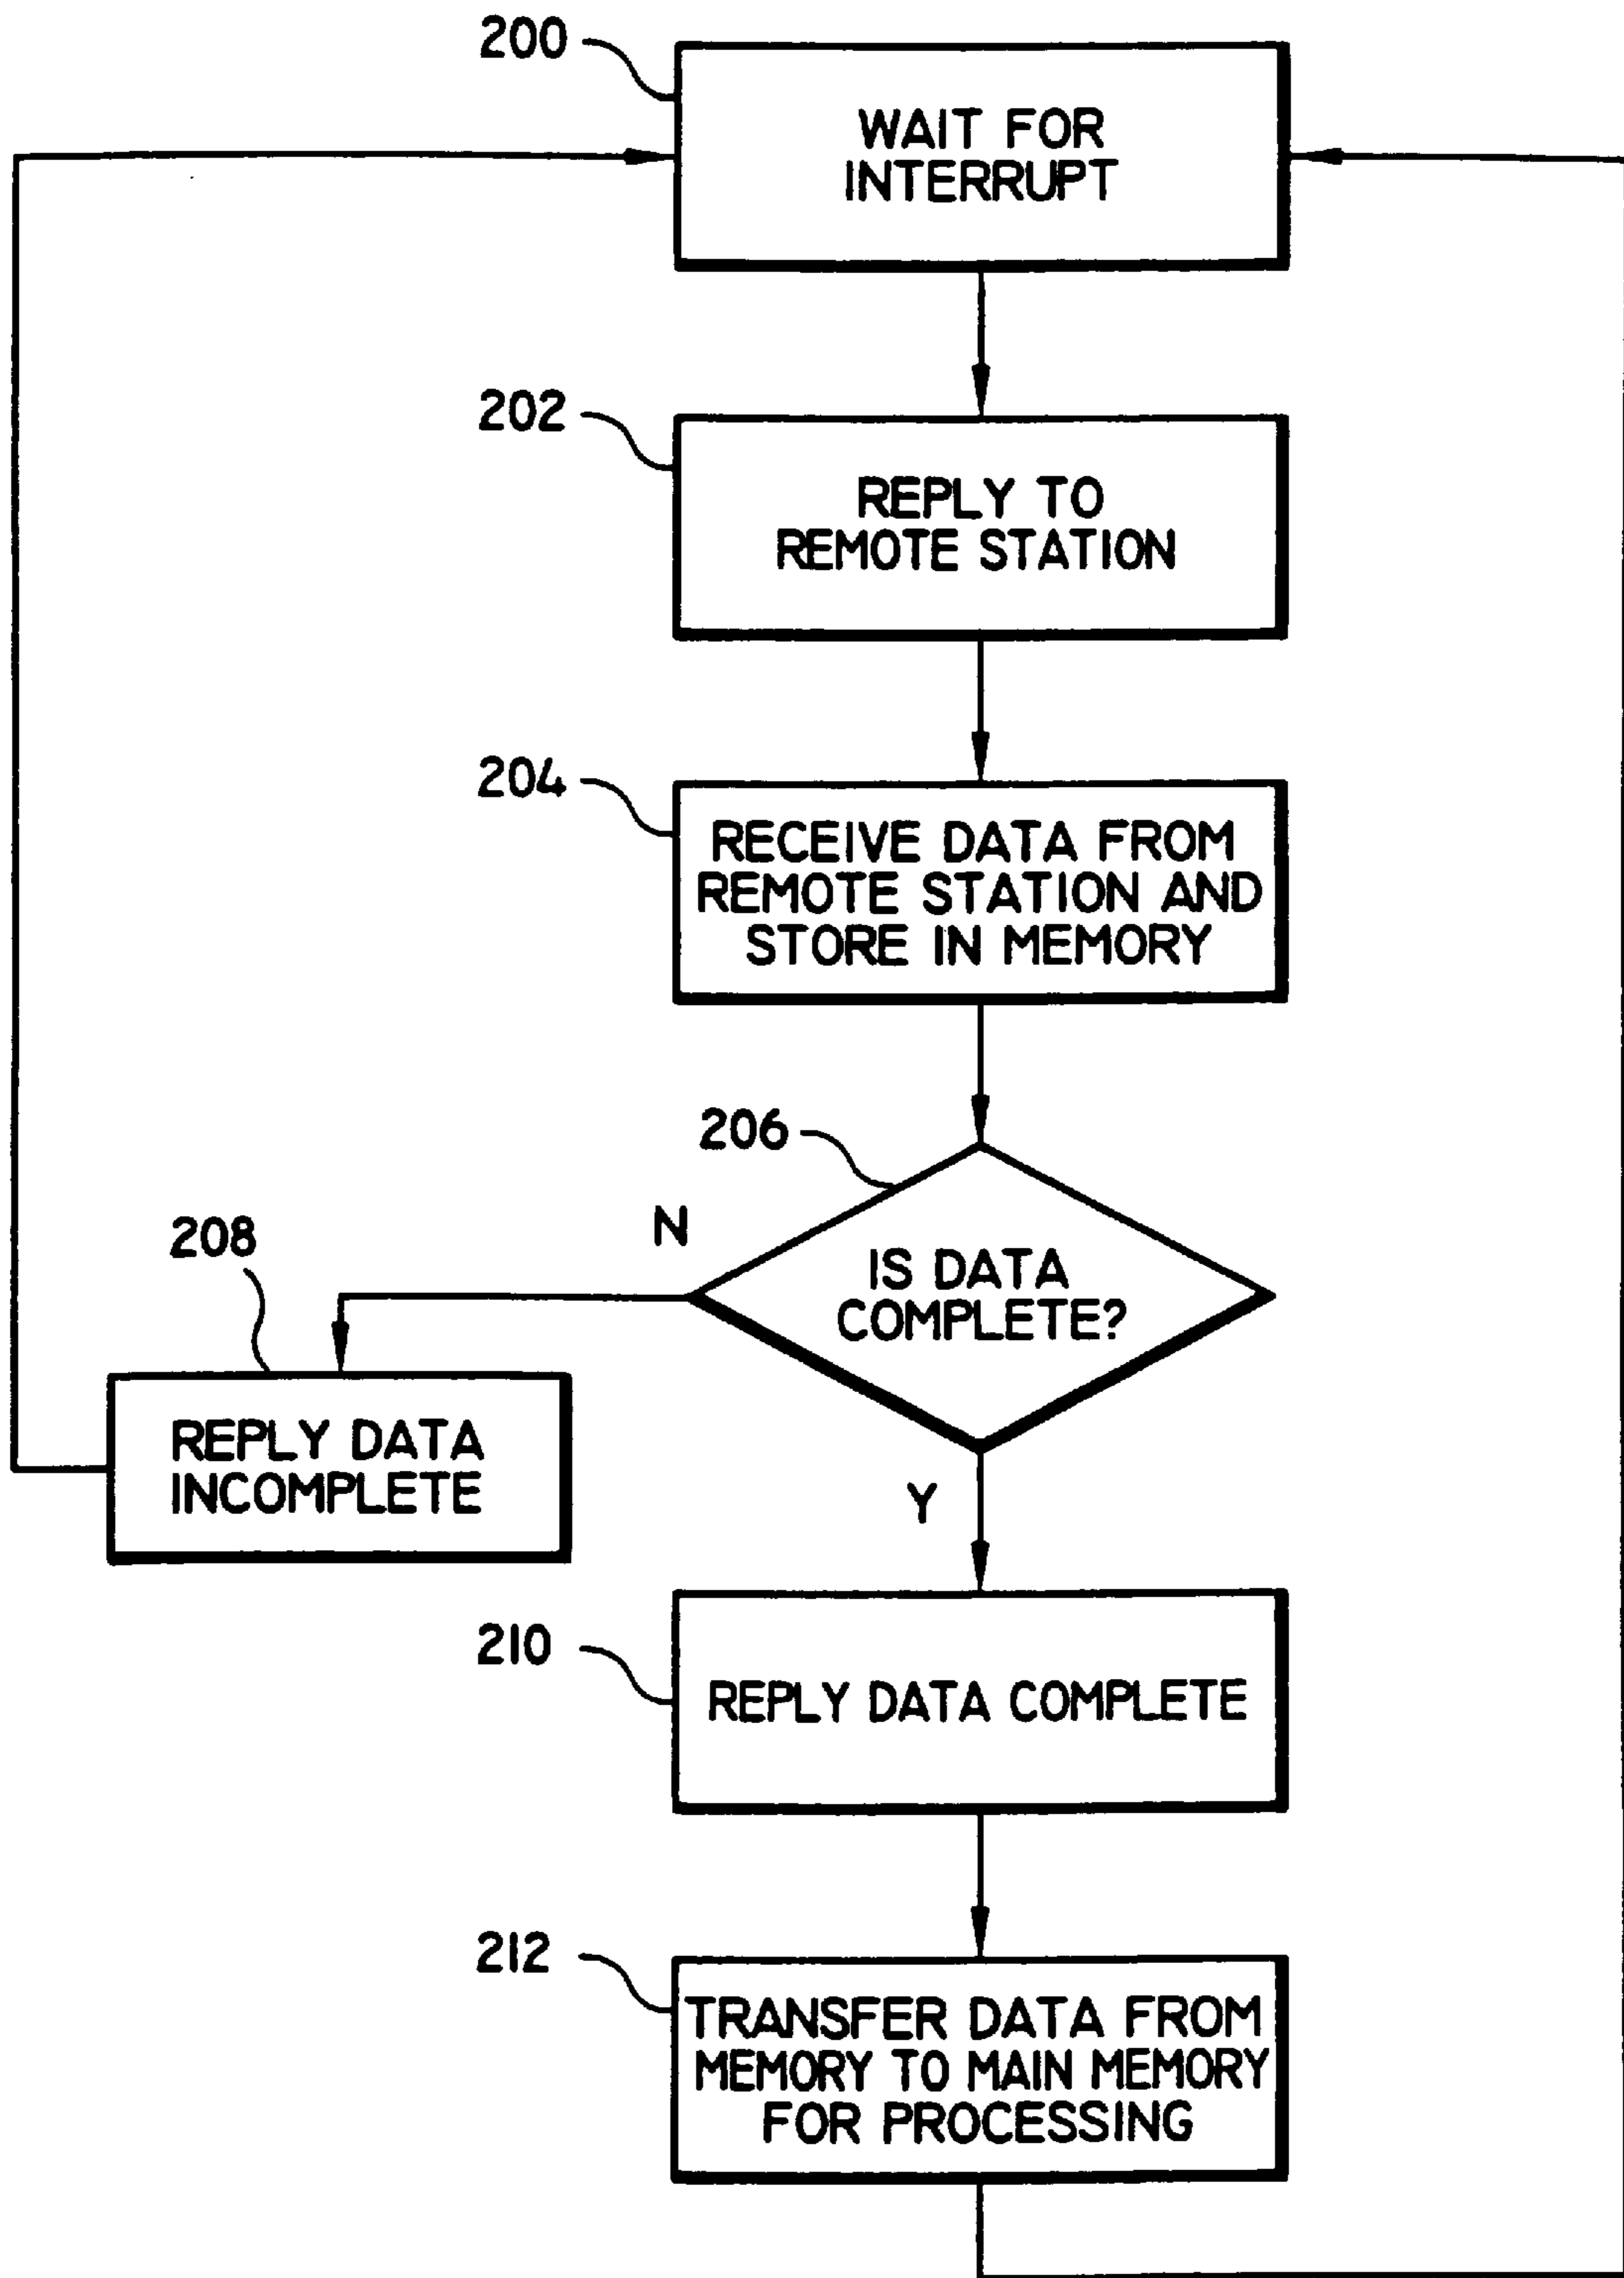 200
WAIT FOR
INTERRUPT
202
REPLY TO
REMOTE STATION
204
RECEIVE DATA FROM
REMOTE STATION AND
STORE IN MEMORY
206
N
IS DATA
COMPLETE?
208
REPLY DATA
INCOMPLETE
Y
210
REPLY DATA COMPLETE
212
TRANSFER DATA FROM
MEMORY TO MAIN MEMORY
FOR PROCESSING